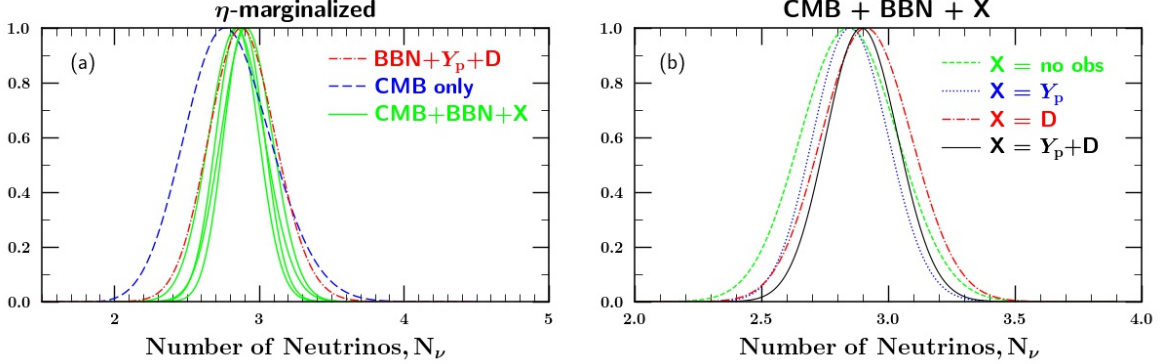 η-marginalized
(a)
BBN+Yp+D
CMB only
CMB+BBN+X
1.0
0.8
0.6
0.4
0.2
0.0
2
3
4
5
Number of Neutrinos, Nν
CMB + BBN + X
(b)
X = no obs
X = Yp
X = D
X = Yp+D
1.0
0.8
0.6
0.4
0.2
0.0
2.0
2.5
3.0
3.5
4.0
Number of Neutrinos, Nν